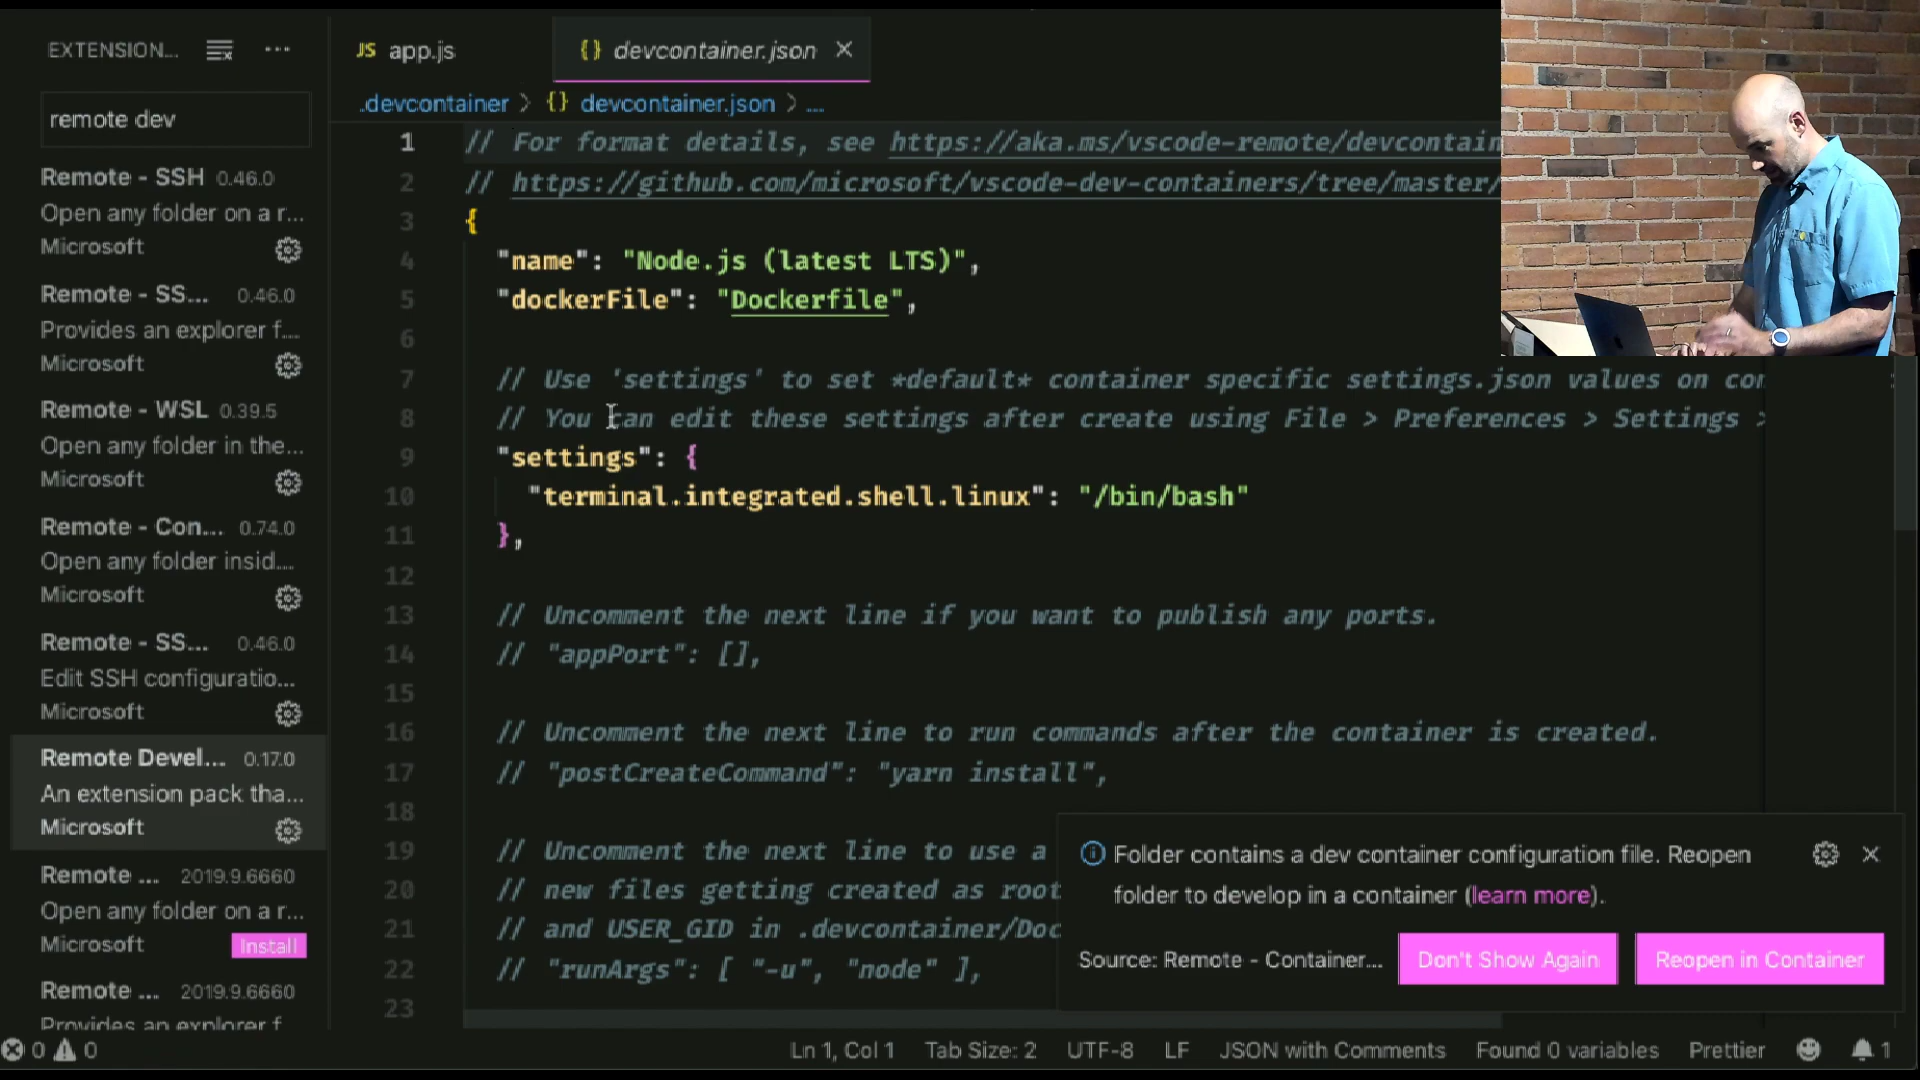 EXTENSION...
remote dev
Remote - SSH 0.46.0
Open any folder on a r...
Microsoft
Remote - SS... 0.46.0
Provides an explorer f...
Microsoft
Remote - WSL 0.39.5
Open any folder in the...
Microsoft
Remote - Con... 0.74.0
Open any folder insid...
Microsoft
Remote - SS... 0.46.0
Edit SSH configuratio...
Microsoft
Remote Devel... 0.17.0
An extension pack tha...
Microsoft
Remote ... 2019.9.6660
Open any folder on a r...
Microsoft Install
Remote ... 2019.9.6660
Provides an explorer f
JS app.js
{} devcontainer.json ×
.devcontainer > {} devcontainer.json > ...
1 // For format details, see https://aka.ms/vscode-remote/devcontain
2 // https://github.com/microsoft/vscode-dev-containers/tree/master/
3 {
4 "name": "Node.js (latest LTS)",
5 "dockerFile": "Dockerfile",
6
7 // Use 'settings' to set *default* container specific settings.json values on con
8 // You can edit these settings after create using File > Preferences > Settings >
9 "settings": {
10 "terminal.integrated.shell.linux": "/bin/bash"
11 },
12
13 // Uncomment the next line if you want to publish any ports.
14 // "appPort": [],
15
16 // Uncomment the next line to run commands after the container is created.
17 // "postCreateCommand": "yarn install",
18
19 // Uncomment the next line to use a
20 // new files getting created as root
21 // and USER_GID in .devcontainer/Doc
22 // "runArgs": [ "-u", "node" ],
23
Folder contains a dev container configuration file. Reopen
folder to develop in a container (learn more).
Source: Remote - Container...
Don't Show Again
Reopen in Container
0 0
Ln 1, Col 1 Tab Size: 2 UTF-8 LF JSON with Comments Found 0 variables Prettier 1